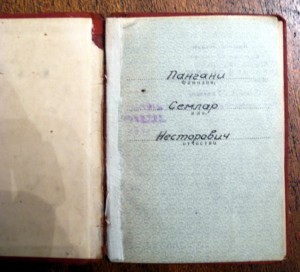 Пангани
ФАМИЛИЯ
Семлар
ИМЯ
Несторович
ОТЧЕСТВО